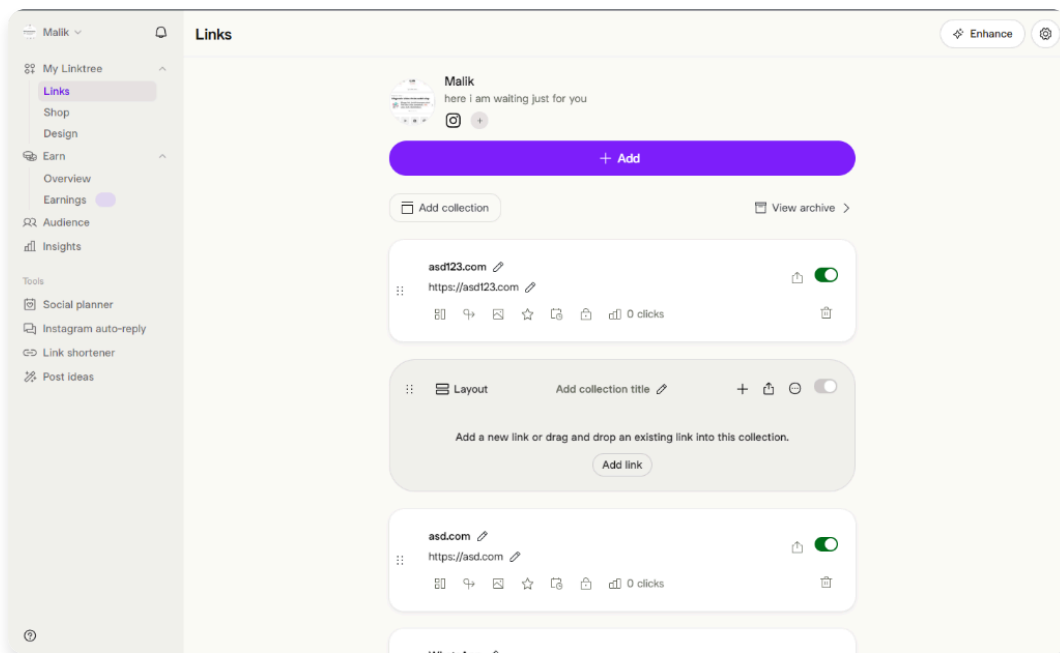 Malik
My Linktree
Links
Shop
Design
Earn
Overview
Earnings
Audience
Insights
Tools
Social planner
Instagram auto-reply
Link shortener
Post ideas
Links
Enhance
Malik
here i am waiting just for you
+ Add
Add collection
View archive
asd123.com
https://asd123.com
0 clicks
Layout
Add collection title
Add a new link or drag and drop an existing link into this collection.
Add link
asd.com
https://asd.com
0 clicks